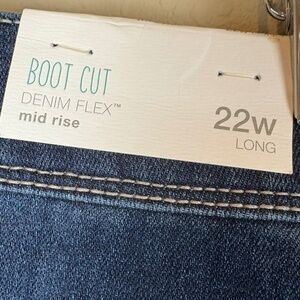 BOOT CUT
DENIM FLEX™
mid rise
22W
LONG